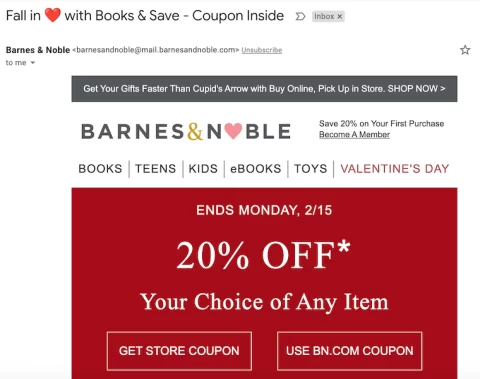 Fall in ❤️ with Books & Save - Coupon Inside Inbox x
Barnes & Noble <barnesandnoble@mail.barnesandnoble.com> Unsubscribe
to me
Get Your Gifts Faster Than Cupid's Arrow with Buy Online, Pick Up in Store. SHOP NOW >
BARNES&NOBLE
Save 20% on Your First Purchase
Become A Member
BOOKS | TEENS | KIDS | eBOOKS | TOYS | VALENTINE'S DAY
ENDS MONDAY, 2/15
20% OFF*
Your Choice of Any Item
GET STORE COUPON
USE BN.COM COUPON